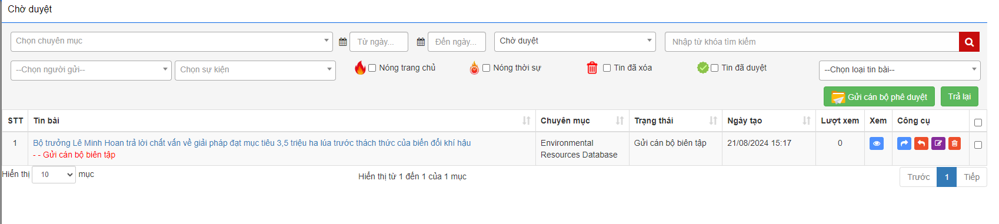 Chờ duyệt
Chọn chuyên mục
Từ ngày...
Đến ngày...
Chờ duyệt
Nhập từ khóa tìm kiếm
--Chọn người gửi--
Chọn sự kiện
Nóng trang chủ
Nóng thời sự
Tin đã xóa
Tin đã duyệt
--Chọn loại tin bài--
Gửi cán bộ phê duyệt
Trả lại
STT Tin bài Chuyên mục Trạng thái Ngày tạo Lượt xem Xem Công cụ
1 Bộ trưởng Lê Minh Hoan trả lời chất vấn về giải pháp đạt mục tiêu 3,5 triệu ha lúa trước thách thức của biến đổi khí hậu Environmental Gửi cán bộ biên tập 21/08/2024 15:17 0
- - Gửi cán bộ biên tập Resources Database
Hiển thị 10 mục
Hiển thị từ 1 đến 1 của 1 mục
Trước 1 Tiếp